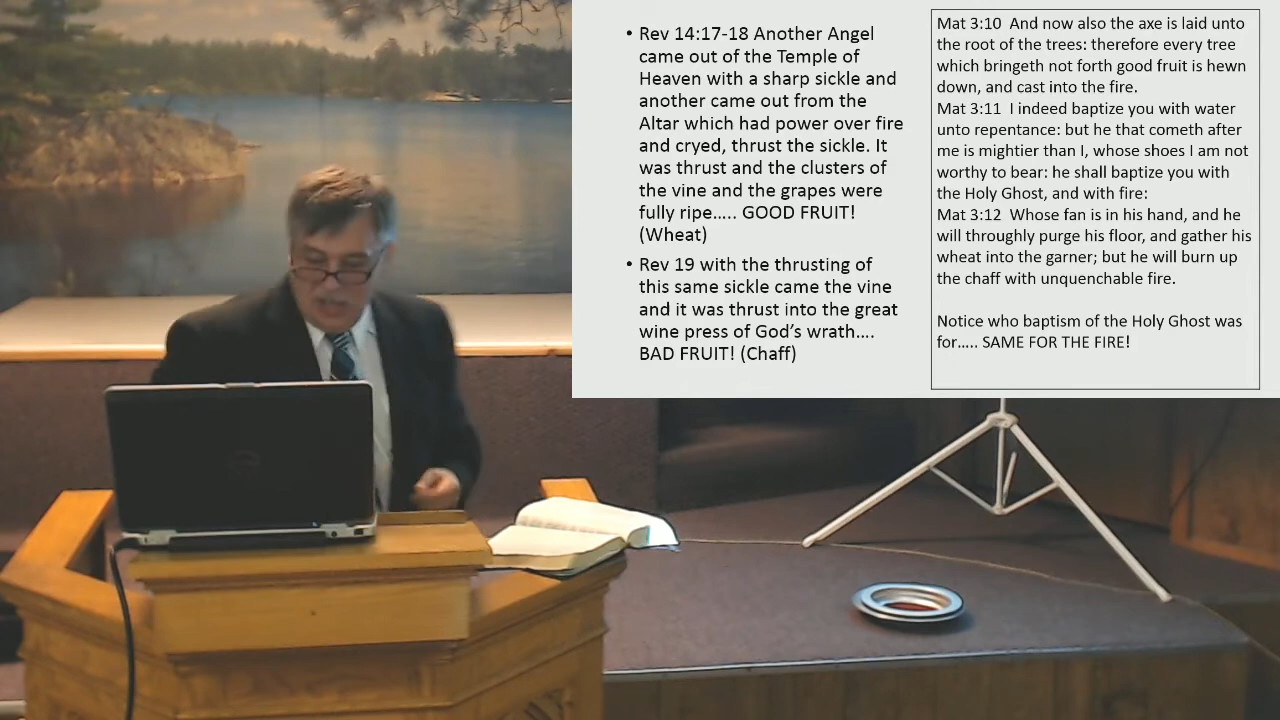 • Rev 14:17-18 Another Angel
came out of the Temple of
Heaven with a sharp sickle and
another came out from the
Altar which had power over fire
and cryed, thrust the sickle. It
was thrust and the clusters of
the vine and the grapes were
fully ripe..... GOOD FRUIT!
(Wheat)
• Rev 19 with the thrusting of
this same sickle came the vine
and it was thrust into the great
wine press of God’s wrath....
BAD FRUIT! (Chaff)
Mat 3:10  And now also the axe is laid unto
the root of the trees: therefore every tree
which bringeth not forth good fruit is hewn
down, and cast into the fire.
Mat 3:11  I indeed baptize you with water
unto repentance: but he that cometh after
me is mightier than I, whose shoes I am not
worthy to bear: he shall baptize you with
the Holy Ghost, and with fire:
Mat 3:12  Whose fan is in his hand, and he
will throughly purge his floor, and gather his
wheat into the garner; but he will burn up
the chaff with unquenchable fire.
Notice who baptism of the Holy Ghost was
for..... SAME FOR THE FIRE!